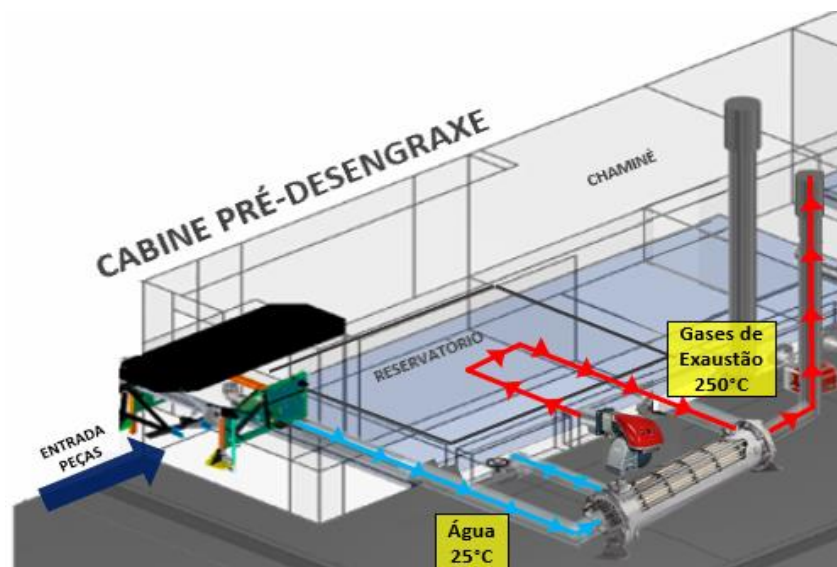 CABINE PRÉ-DESENGRAXE
CHAMINÉ
RESERVATÓRIO
Gases de
Exaustão
250°C
ENTRADA
PEÇAS
Água
25°C